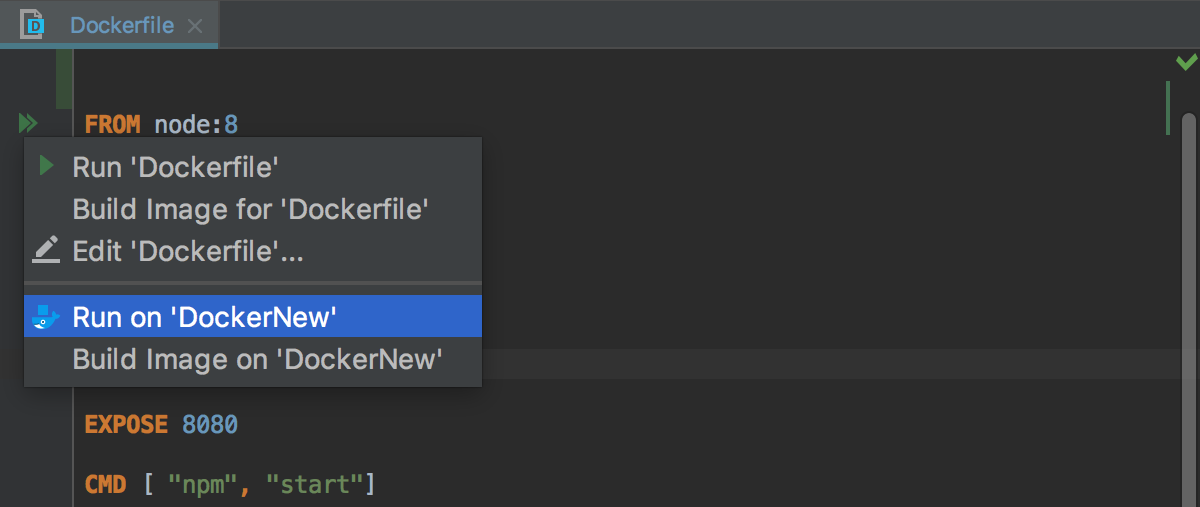 Dockerfile
FROM node:8
Run 'Dockerfile'
Build Image for 'Dockerfile'
Edit 'Dockerfile'...
Run on 'DockerNew'
Build Image on 'DockerNew'
EXPOSE 8080
CMD [ "npm", "start"]